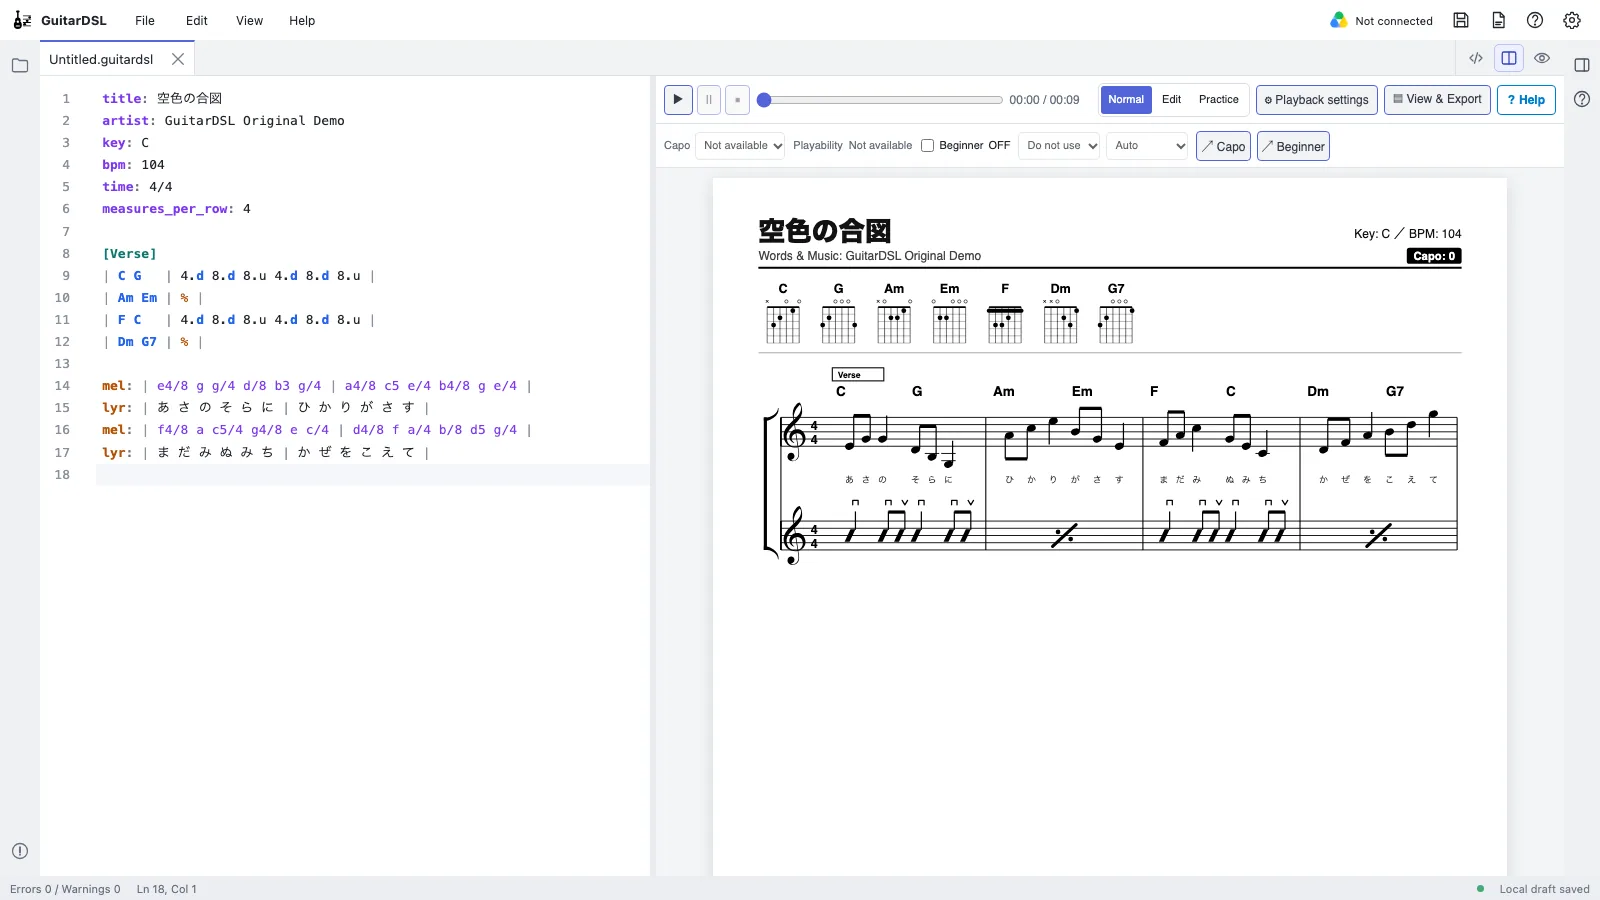 GuitarDSL File Edit View Help Not connected
Untitled.guitardsl
1 title: 空色の合図
2 artist: GuitarDSL Original Demo
3 key: C
4 bpm: 104
5 time: 4/4
6 measures_per_row: 4
7
8 [Verse]
9 | C G | 4.d 8.d 8.u 4.d 8.d 8.u |
10 | Am Em | % |
11 | F C | 4.d 8.d 8.u 4.d 8.d 8.u |
12 | Dm G7 | % |
13
14 mel: | e4/8 g g/4 d/8 b3 g/4 | a4/8 c5 e/4 b4/8 g e/4 |
15 lyr: | あ さ の そ ら に | ひ か り が さ す |
16 mel: | f4/8 a c5/4 g4/8 e c/4 | d4/8 f a/4 b/8 d5 g/4 |
17 lyr: | ま だ み ぬ み ち | か ぜ を こ え て |
18
00:00 / 00:09 Normal Edit Practice Playback settings View & Export ? Help
Capo Not available Playability Not available Beginner OFF Do not use Auto Capo Beginner
空色の合図
Key: C ／ BPM: 104
Words & Music: GuitarDSL Original Demo
Capo: 0
C G Am Em F Dm G7
Verse
C G Am Em F C Dm G7
4 4
あ さ の そ ら に ひ か り が さ す ま だ み ぬ み ち か ぜ を こ え て
4 4
Errors 0 / Warnings 0 Ln 18, Col 1 Local draft saved